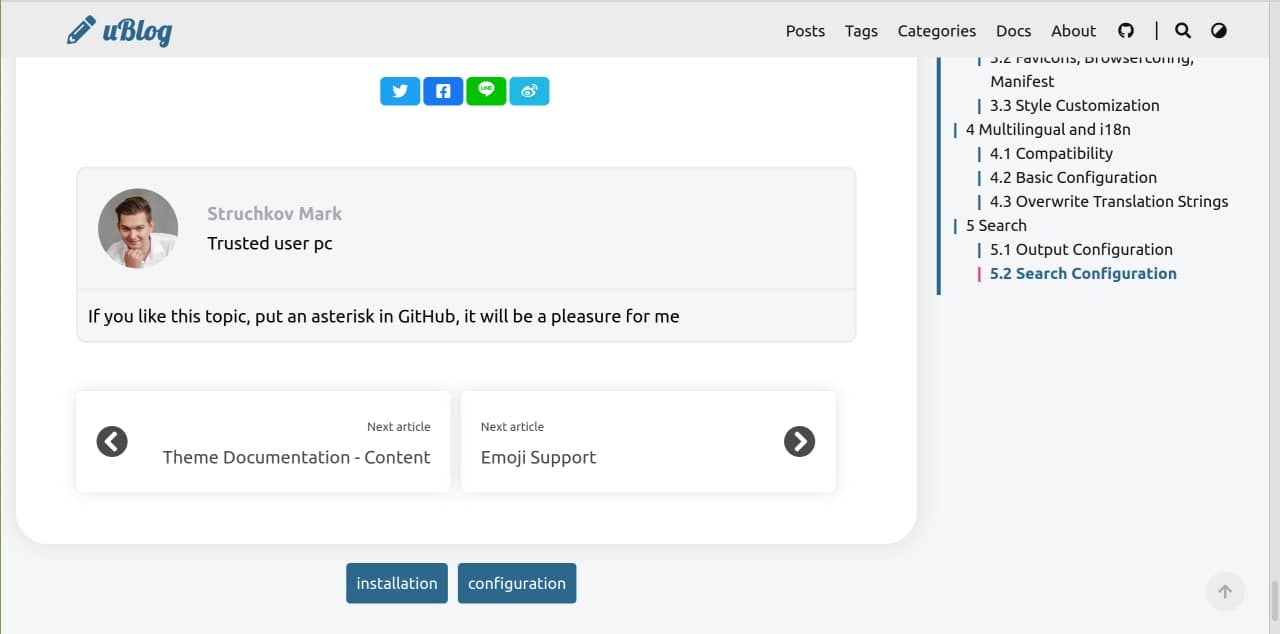 uBlog
Posts Tags Categories Docs About
3.2 Favicons, Browserconfig,
Manifest
3.3 Style Customization
4 Multilingual and i18n
4.1 Compatibility
4.2 Basic Configuration
4.3 Overwrite Translation Strings
5 Search
5.1 Output Configuration
5.2 Search Configuration
Struchkov Mark
Trusted user pc
If you like this topic, put an asterisk in GitHub, it will be a pleasure for me
Next article
Theme Documentation - Content
Next article
Emoji Support
installation
configuration